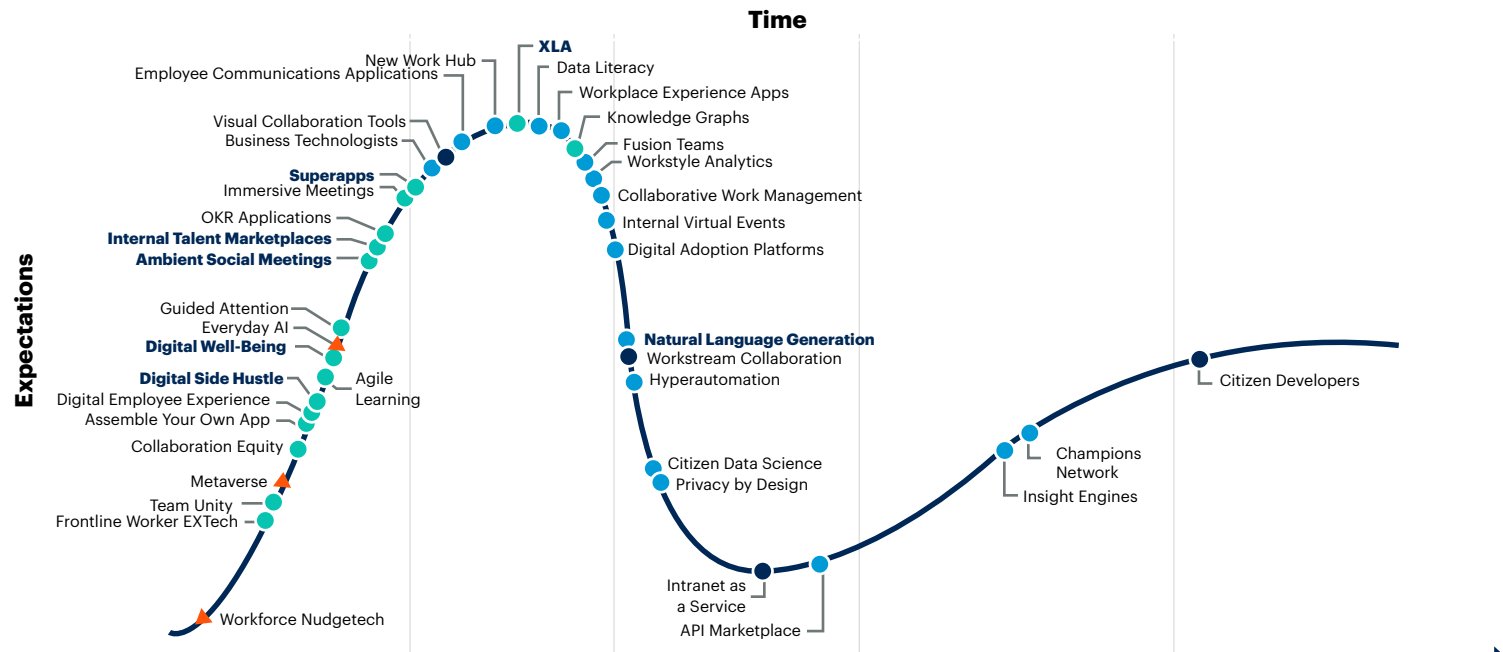 Time
XLA
New Work Hub
Data Literacy
Employee Communications Applications
Workplace Experience Apps
Knowledge Graphs
Visual Collaboration Tools
Business Technologists
Fusion Teams
Workstyle Analytics
Superapps
Immersive Meetings
Collaborative Work Management
OKR Applications
Internal Virtual Events
Internal Talent Marketplaces
Digital Adoption Platforms
Ambient Social Meetings
Guided Attention
Everyday AI
Natural Language Generation
Digital Well-Being
Workstream Collaboration
Digital Side Hustle
Agile
Learning
Hyperautomation
Digital Employee Experience
Assemble Your Own App
Collaboration Equity
Expectations
Citizen Developers
Champions
Network
Citizen Data Science
Metaverse
Privacy by Design
Insight Engines
Team Unity
Frontline Worker EXTech
Intranet as
a Service
Workforce Nudgetech
API Marketplace